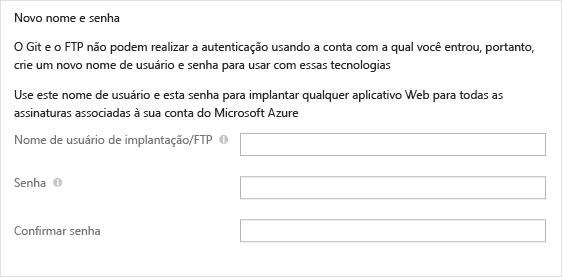 Novo nome e senha
O Git e o FTP não podem realizar a autenticação usando a conta com a qual você entrou, portanto,
crie um novo nome de usuário e senha para usar com essas tecnologias
Use este nome de usuário e esta senha para implantar qualquer aplicativo Web para todas as
assinaturas associadas à sua conta do Microsoft Azure
Nome de usuário de implantação/FTP
Senha
Confirmar senha